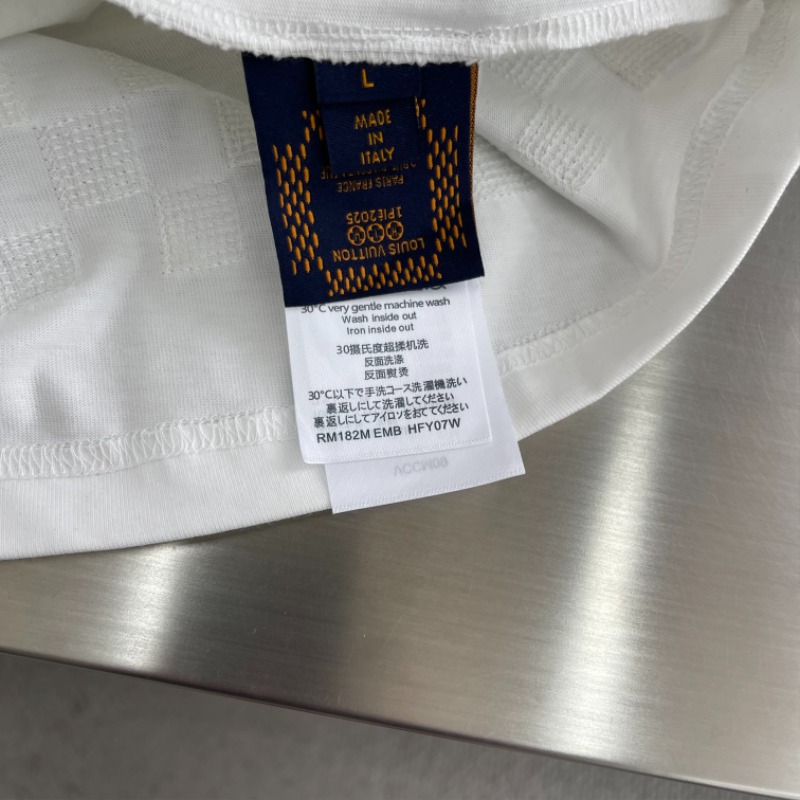 L
MADE
IN
ITALY
PARIS FRANCE
1PIÉ2025
LOUIS VUITTON
30°C very gentle machine wash
Wash inside out
Iron inside out
30摄氏度超揉机洗
反面洗涤
反面熨烫
30℃以下で手洗コース洗濯機洗い
裏返しにして洗濯してください
裏返しにしてアイロンをおてください
RM182M EMB HFY07W